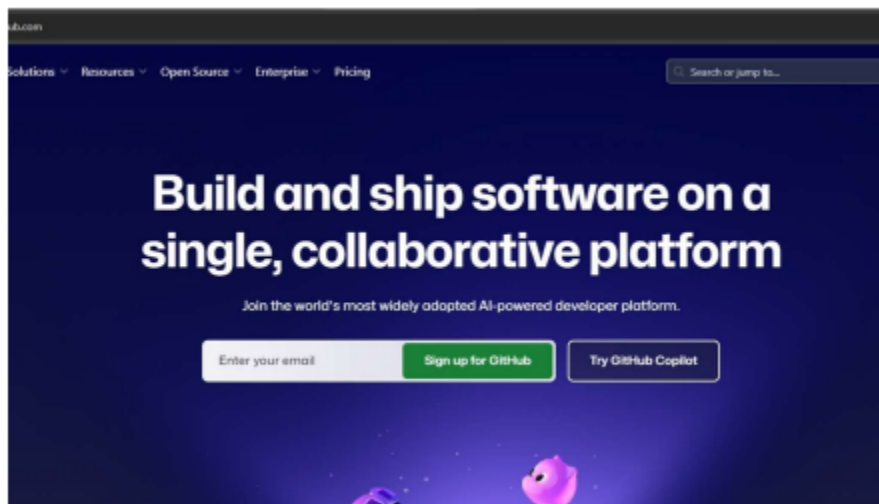 ub.com
Solutions Resources Open Source Enterprise Pricing
Search or jump to...
Build and ship software on a
single, collaborative platform
Join the world's most widely adopted AI-powered developer platform.
Enter your email
Sign up for GitHub
Try GitHub Copilot